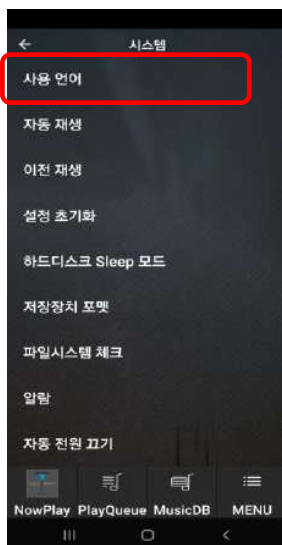 시스템
사용 언어
자동 재생
이전 재생
설정 초기화
하드디스크 Sleep 모드
저장장치 포맷
파일시스템 체크
알람
자동 전원 끄기
NowPlay PlayQueue MusicDB MENU